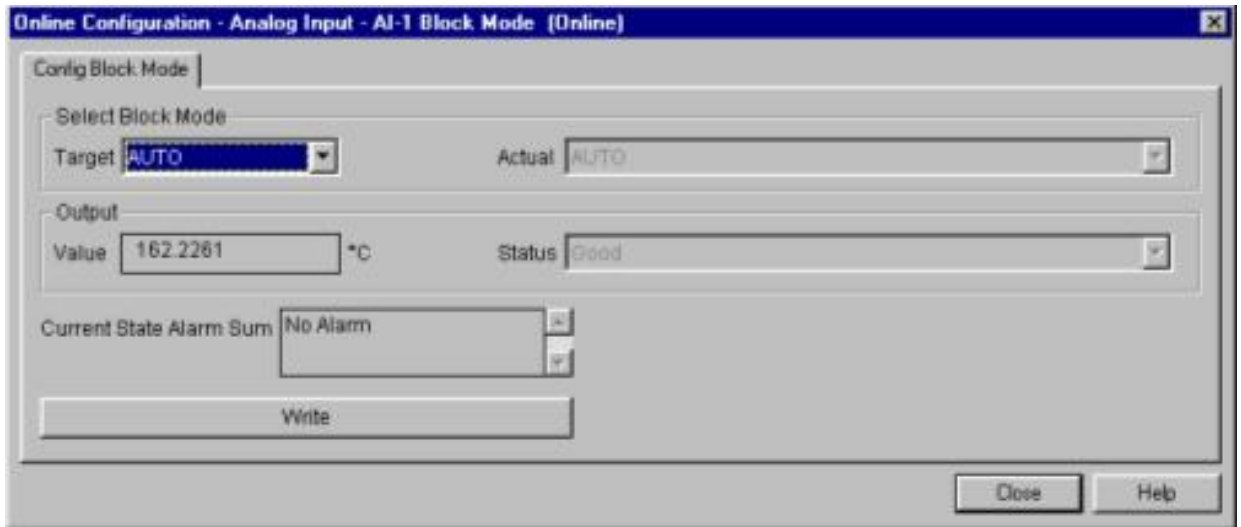 Online Configuration - Analog Input - AI-1 Block Mode (Online)
Config Block Mode
Select Block Mode
Target AUTO Actual AUTO
Output
Value 162.2261 °C Status Good
Current State Alarm Sum No Alarm
Write
Close Help